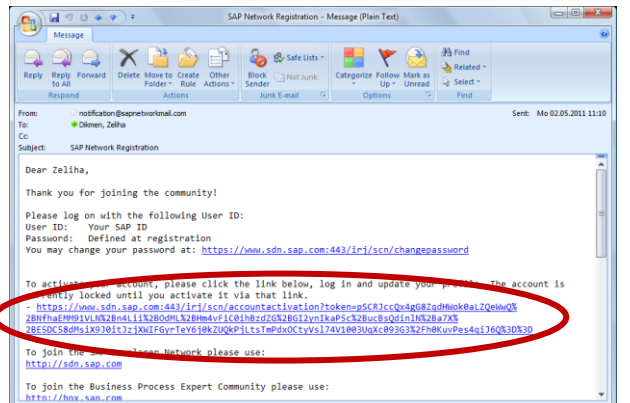 SAP Network Registration - Message (Plain Text)
Message
Reply Reply to All Forward Delete Move to Folder Create Rule Other Actions Block Sender Safe Lists Not Junk Categorize Follow Up Mark as Unread Find Related Select
Respond Actions Junk E-mail Options Find
From: notification@sapnetworkmail.com Sent: Mo 02.05.2011 11:10
To: Dikmen, Zeliha
Cc:
Subject: SAP Network Registration
Dear Zeliha,
Thank you for joining the community!
Please log on with the following User ID:
User ID: Your SAP ID
Password: Defined at registration
You may change your password at: https://www.sdn.sap.com:443/irj/scn/changepassword
To activate your account, please click the link below, log in and update your profile. The account is
currently locked until you activate it via that link.
- https://www.sdn.sap.com:443/irj/scn/accountactivation?token=
To join the SAP Developer Network please use:
http://sdn.sap.com
To join the Business Process Expert Community please use:
http://bpx.sap.com